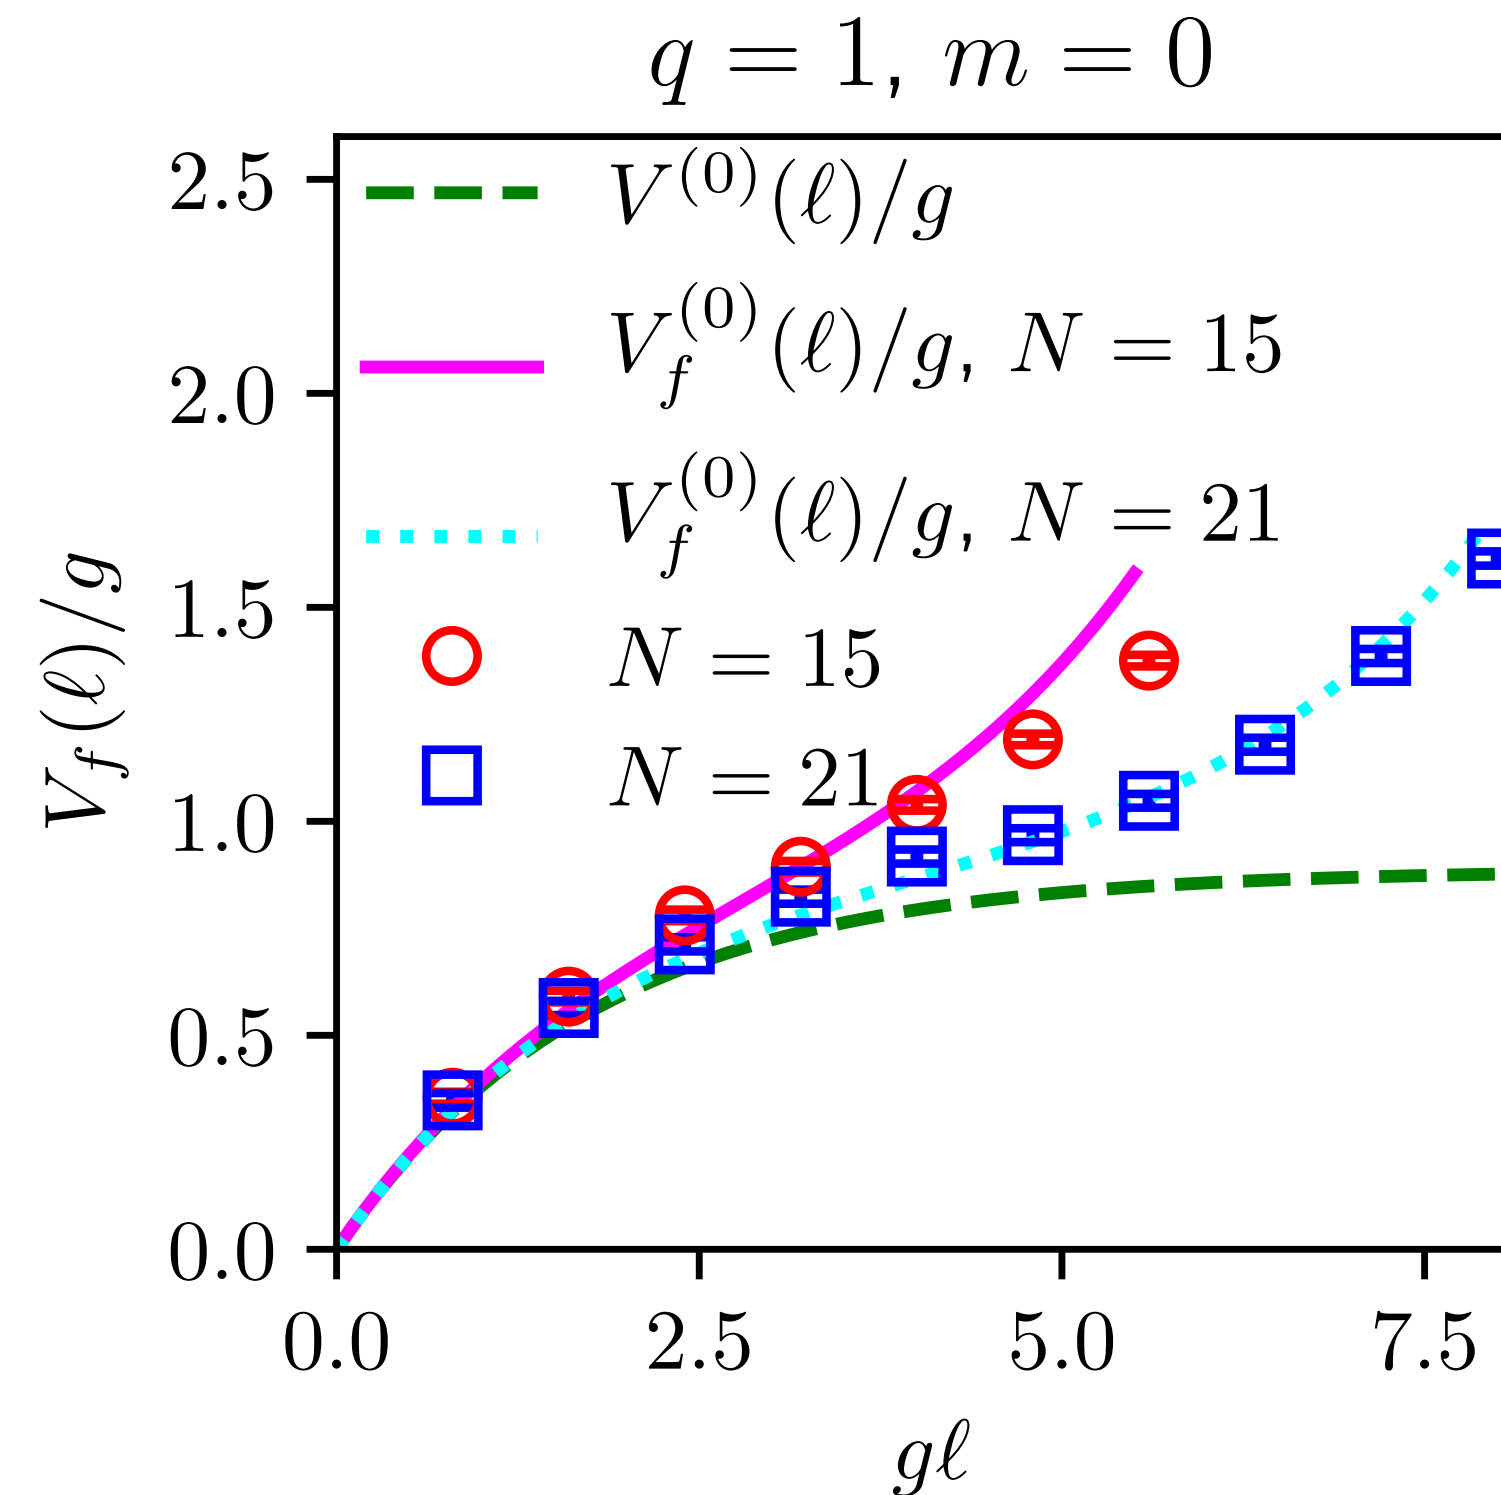 q = 1, m = 0
V^{(0)}(ℓ)/g
V_f^{(0)}(ℓ)/g, N = 15
V_f^{(0)}(ℓ)/g, N = 21
N = 15
N = 21
V_f(ℓ)/g
2.5
2.0
1.5
1.0
0.5
0.0
0.0 2.5 5.0 7.5
gℓ